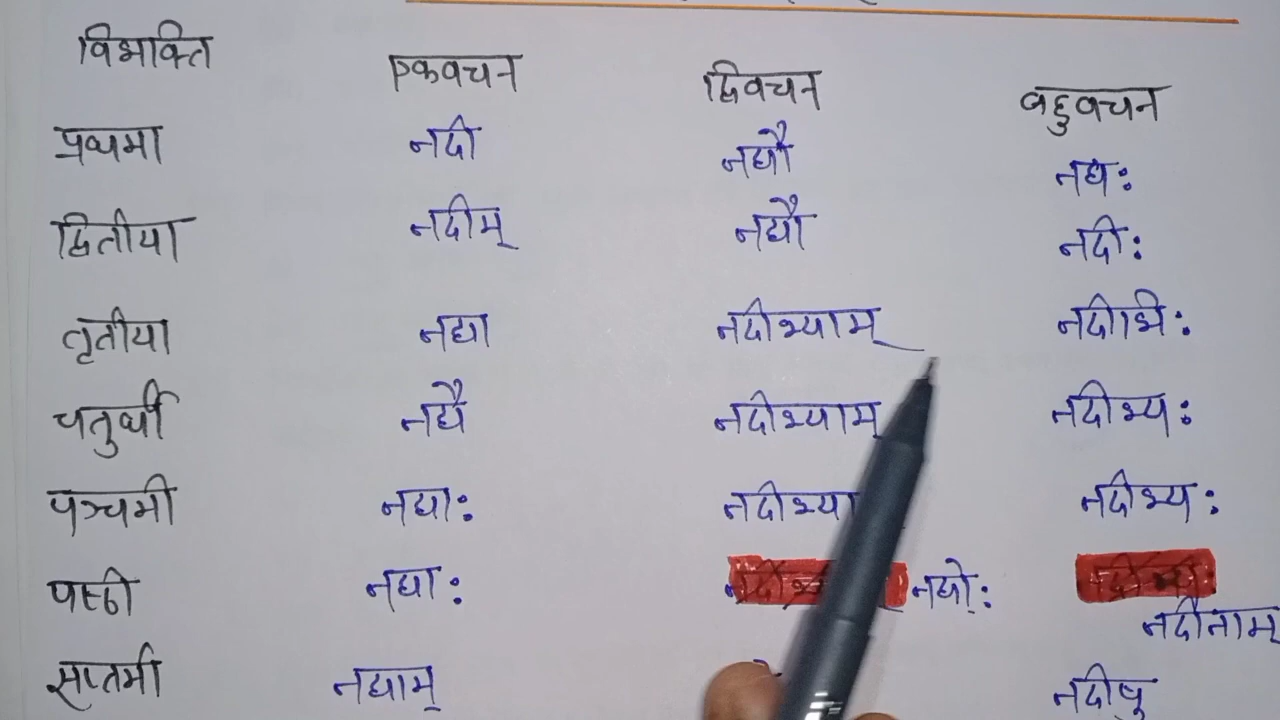 विभक्ति एकवचन द्विवचन बहुवचन
प्रथमा नदी नद्यौ नद्यः
द्वितीया नदीम् नद्यौ नदीः
तृतीया नद्या नदीभ्याम् नदीभिः
चतुर्थी नद्यै नदीभ्याम् नदीभ्यः
पञ्चमी नद्याः नदीभ्या नदीभ्यः
षष्ठी नद्याः नद्योः नदीनाम्
सप्तमी नद्याम् नदीषु